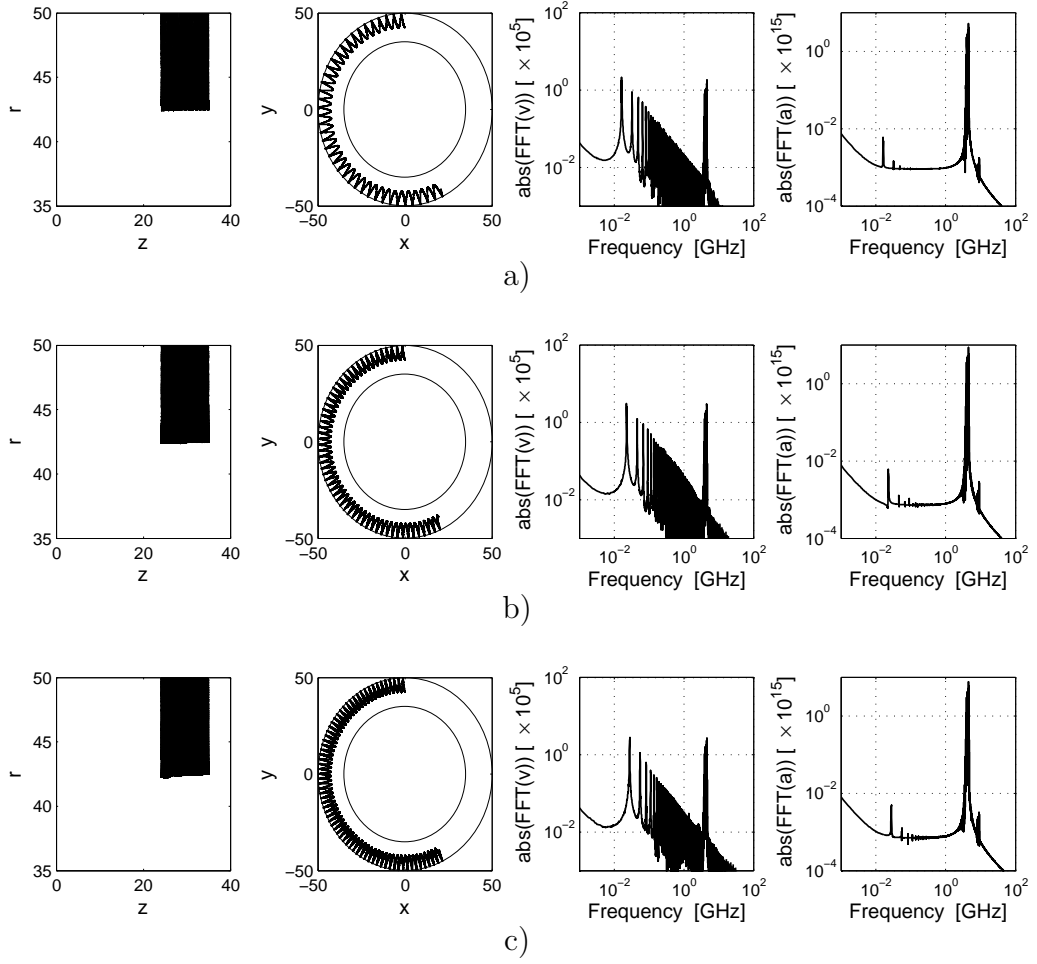 50
45
r
40
35
0
20
40
z
50
y
0
−50
−50
0
50
x
abs(FFT(v)) [ × 10^5]
10^2
10^0
10^−2
10^−2
10^0
10^2
Frequency [GHz]
abs(FFT(a)) [ × 10^15]
10^0
10^−2
10^−4
10^−2
10^0
10^2
Frequency [GHz]
a)
50
45
r
40
35
0
20
40
z
50
y
0
−50
−50
0
50
x
abs(FFT(v)) [ × 10^5]
10^2
10^0
10^−2
10^−2
10^0
10^2
Frequency [GHz]
abs(FFT(a)) [ × 10^15]
10^0
10^−2
10^−4
10^−2
10^0
10^2
Frequency [GHz]
b)
50
45
r
40
35
0
20
40
z
50
y
0
−50
−50
0
50
x
abs(FFT(v)) [ × 10^5]
10^2
10^0
10^−2
10^−2
10^0
10^2
Frequency [GHz]
abs(FFT(a)) [ × 10^15]
10^0
10^−2
10^−4
10^−2
10^0
10^2
Frequency [GHz]
c)